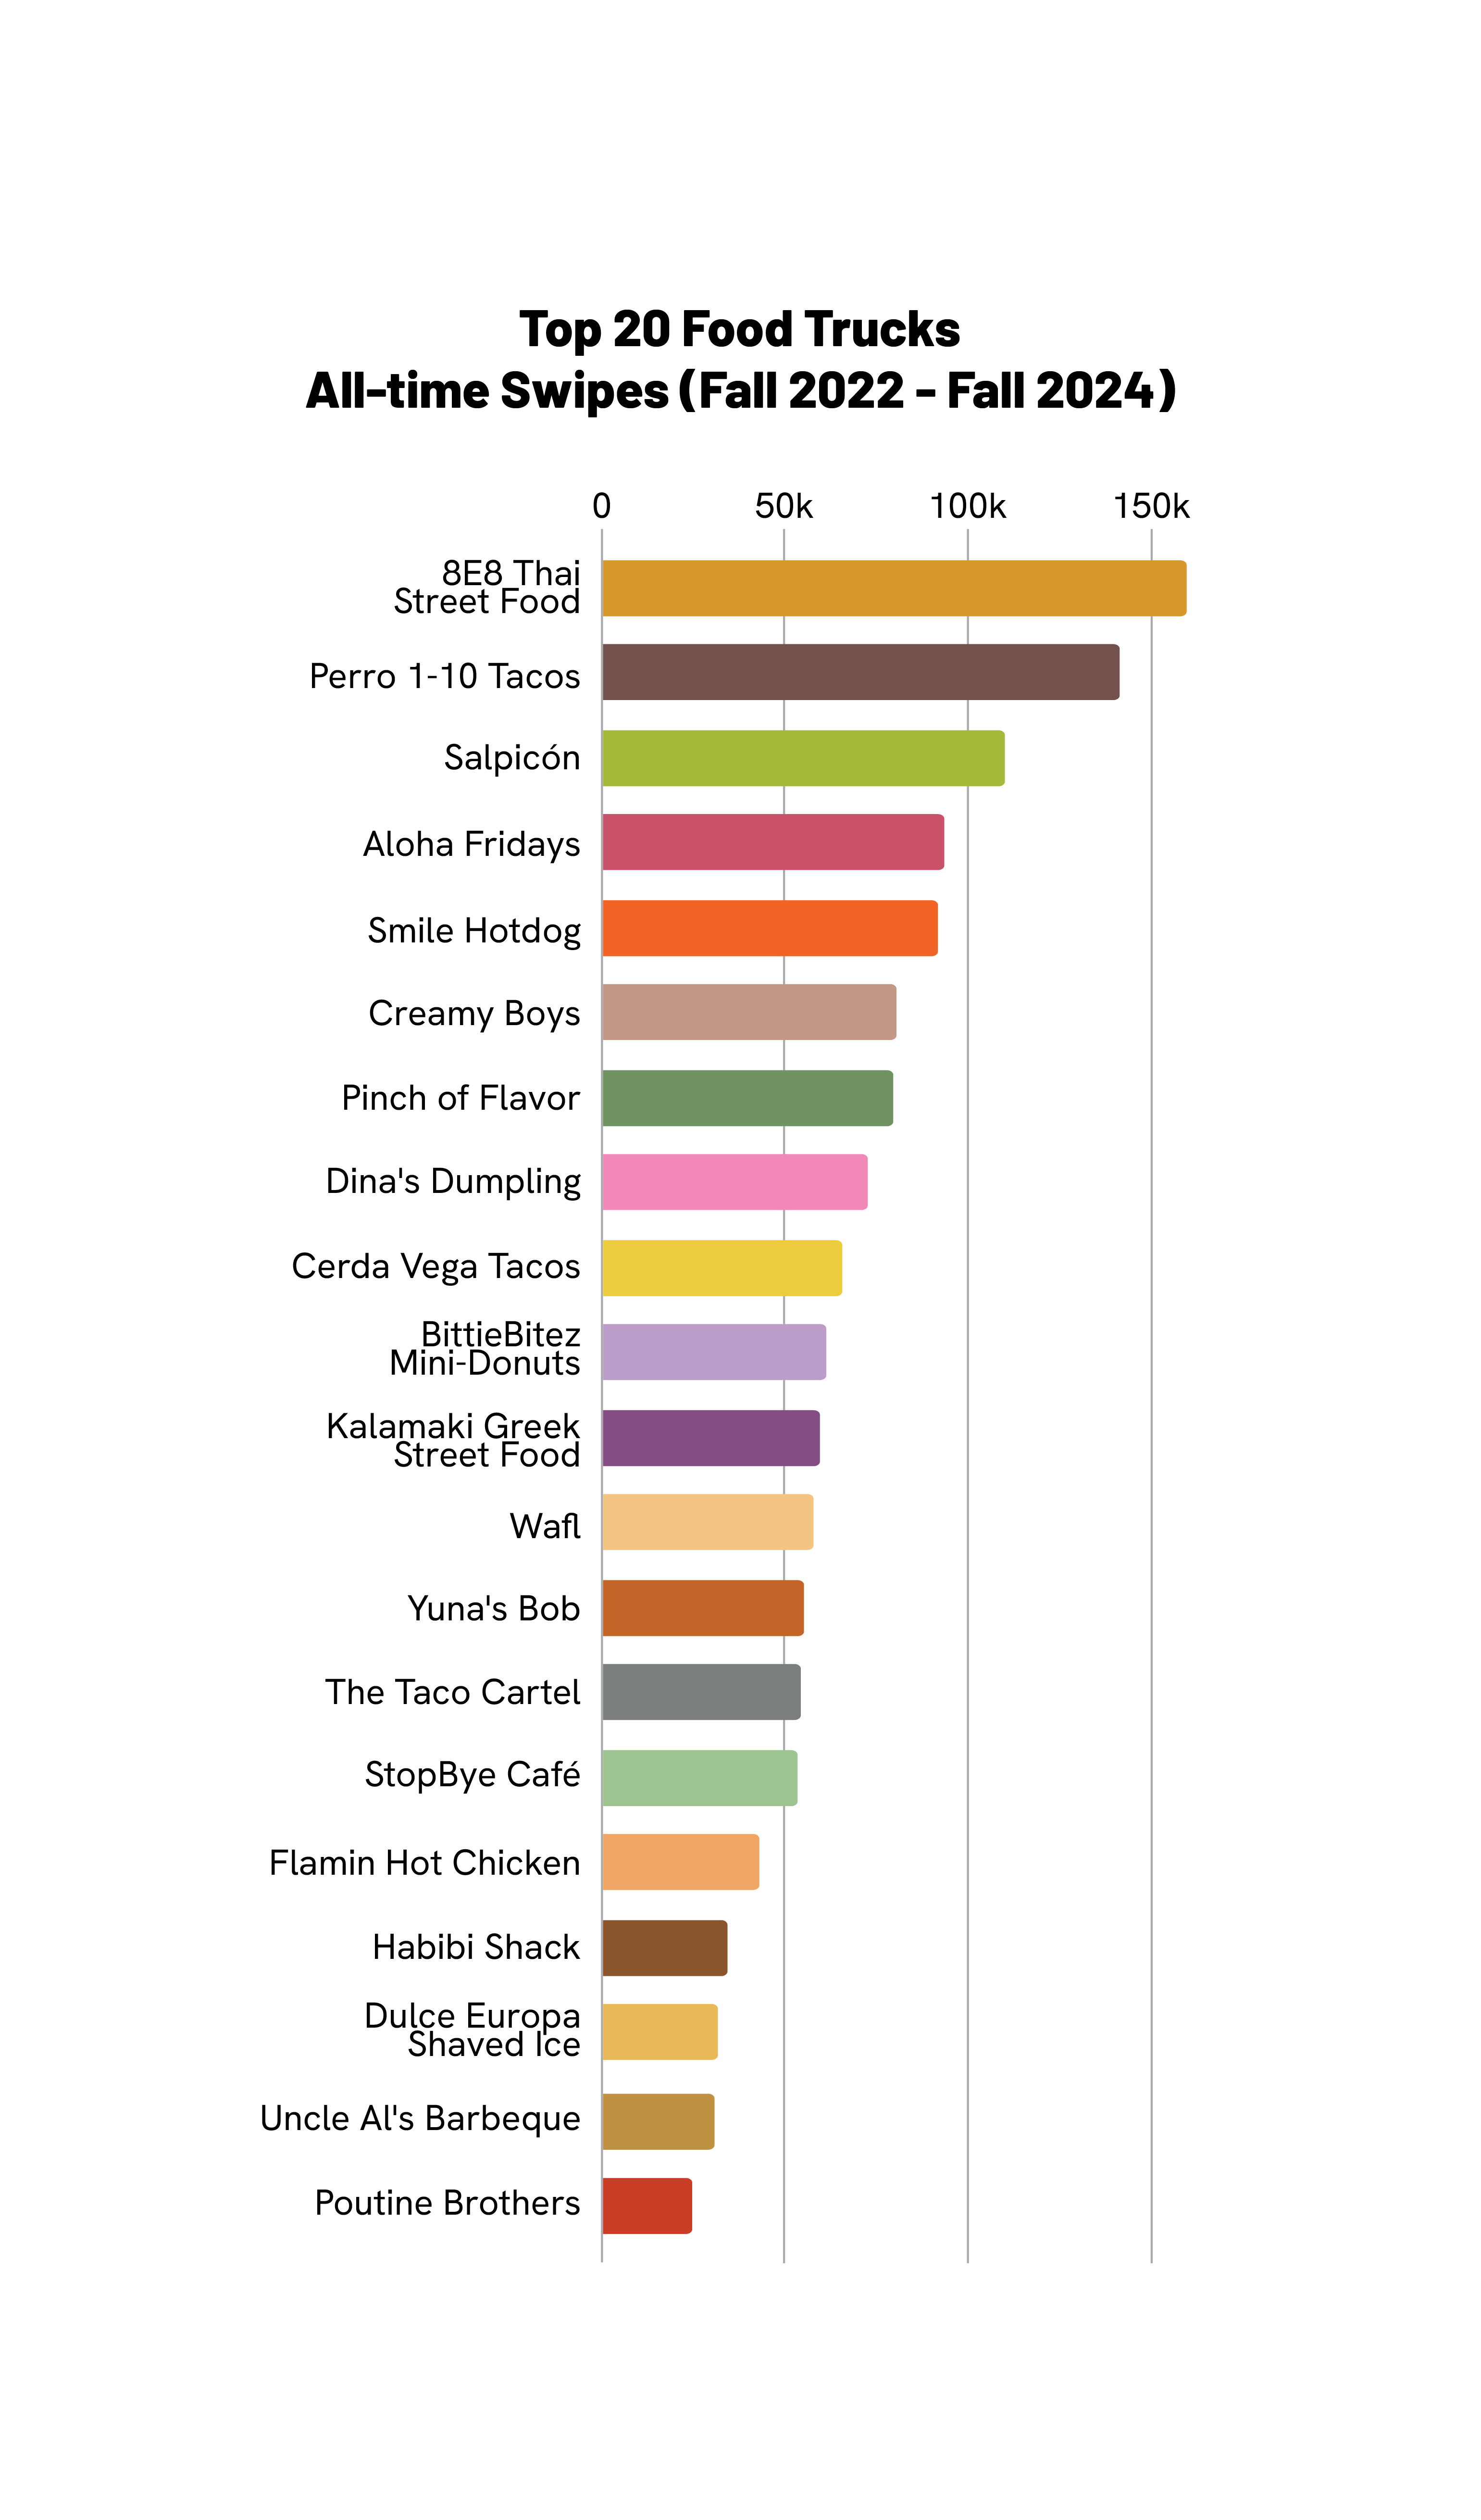 Top 20 Food Trucks
All-time Swipes (Fall 2022 - Fall 2024)
0 50k 100k 150k
8E8 Thai
Street Food
Perro 1-10 Tacos
Salpicón
Aloha Fridays
Smile Hotdog
Creamy Boys
Pinch of Flavor
Dina's Dumpling
Cerda Vega Tacos
BittieBitez
Mini-Donuts
Kalamaki Greek
Street Food
Wafl
Yuna's Bob
The Taco Cartel
StopBye Café
Flamin Hot Chicken
Habibi Shack
Dulce Europa
Shaved Ice
Uncle Al's Barbeque
Poutine Brothers